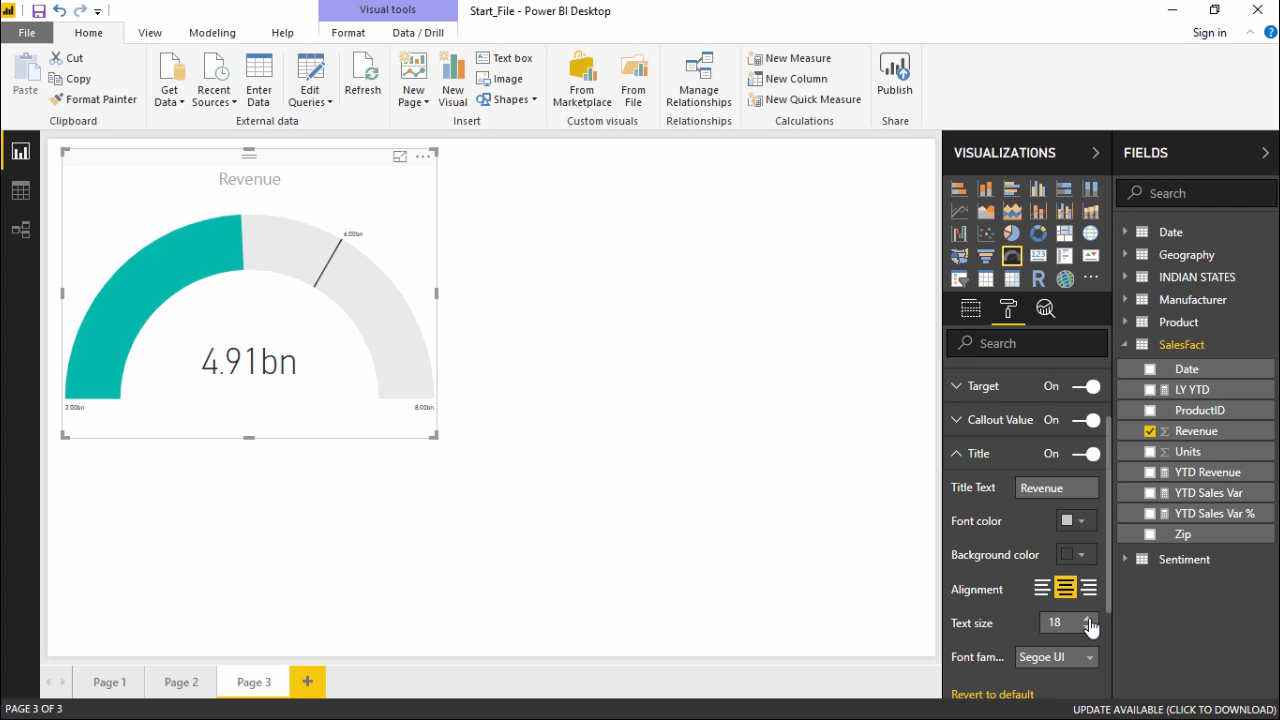 Visual tools
Start_File - Power BI Desktop
File
Home
View
Modeling
Help
Format
Data / Drill
Sign in
?
Paste
Cut
Copy
Format Painter
Clipboard
Get Data
Recent Sources
Enter Data
Edit Queries
Refresh
External data
New Page
New Visual
Text box
Image
Shapes
Insert
From Marketplace
From File
Custom visuals
Manage Relationships
Relationships
New Measure
New Column
New Quick Measure
Calculations
Publish
Share
Revenue
6.00bn
4.91bn
2.00bn
8.00bn
VISUALIZATIONS
123
R
Search
Target On
Callout Value On
Title On
Title Text Revenue
Font color
Background color
Alignment
Text size 18
Font fam... Segoe UI
Revert to default
FIELDS
Search
Date
Geography
INDIAN STATES
Manufacturer
Product
SalesFact
Date
LY YTD
ProductID
Σ Revenue
Σ Units
YTD Revenue
YTD Sales Var
YTD Sales Var %
Zip
Sentiment
Page 1
Page 2
Page 3
+
PAGE 3 OF 3
UPDATE AVAILABLE (CLICK TO DOWNLOAD)